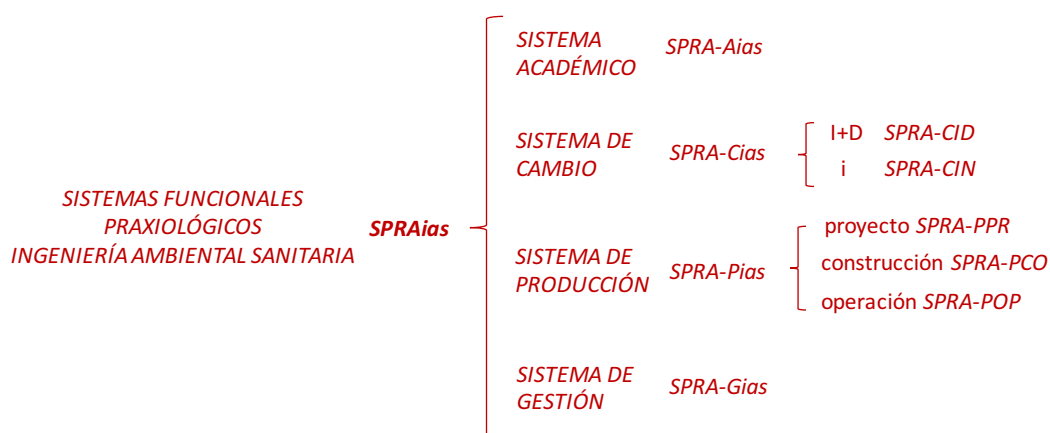 SISTEMAS FUNCIONALES
PRAXIOLÓGICOS
INGENIERÍA AMBIENTAL SANITARIA
SPRAias
SISTEMA
ACADÉMICO
SPRA-Aias
SISTEMA DE
CAMBIO
SPRA-Cias
I+D SPRA-CID
i SPRA-CIN
SISTEMA DE
PRODUCCIÓN
SPRA-Pias
proyecto SPRA-PPR
construcción SPRA-PCO
operación SPRA-POP
SISTEMA DE
GESTIÓN
SPRA-Gias